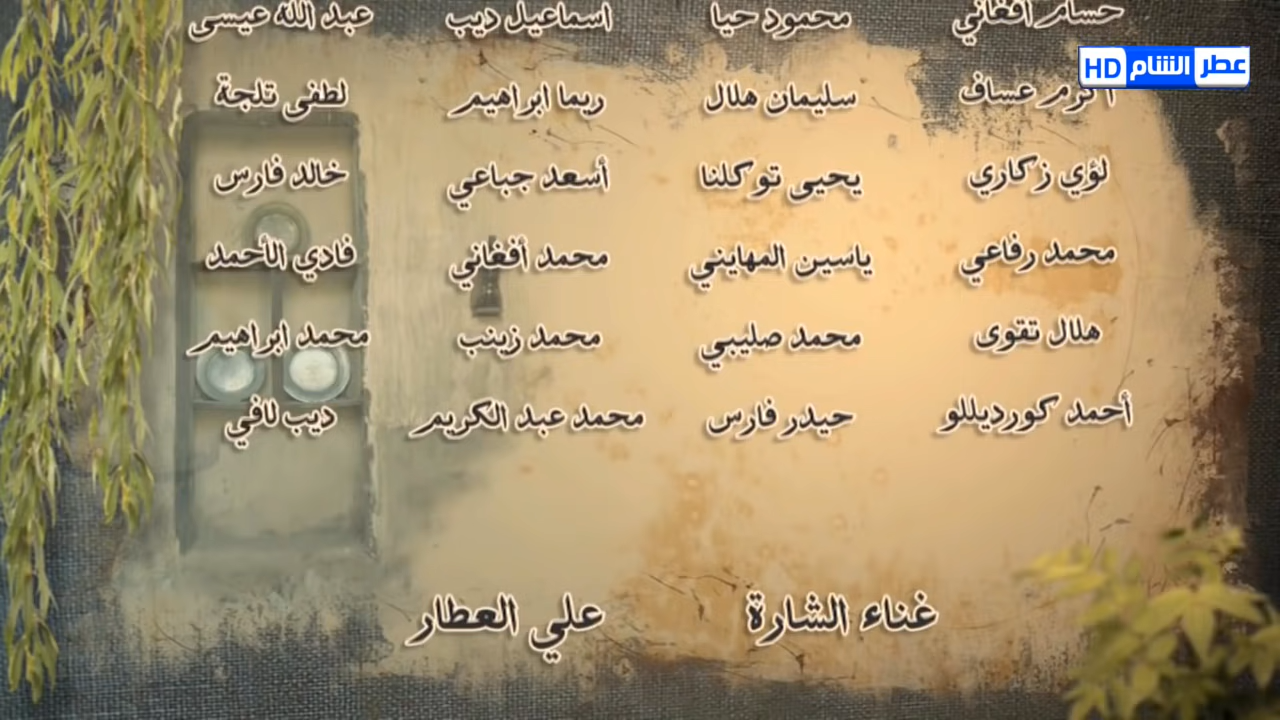 حسام أفغاني محمود حيا اسماعيل ديب عبد الله عيسى
عطر الشام HD
أكرم عساف سليمان هلال ريما ابراهيم لطفي تلجة
لؤي زكاري يحيى توكلنا أسعد جباعي خالد فارس
محمد رفاعي ياسين المهايني محمد أفغاني فادي الأحمد
هلال تقوى محمد صليبي محمد زينب محمد ابراهيم
أحمد كورديللو حيدر فارس محمد عبد الكريم ديب لافي
غناء الشارة علي العطار